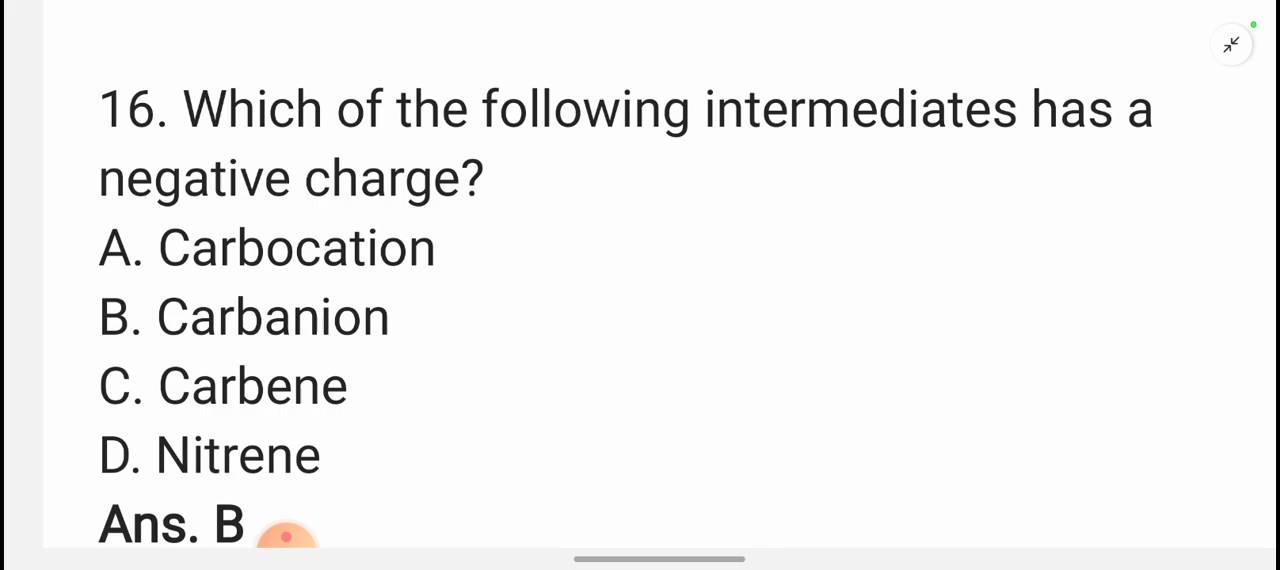 16. Which of the following intermediates has a
negative charge?
A. Carbocation
B. Carbanion
C. Carbene
D. Nitrene
Ans. B